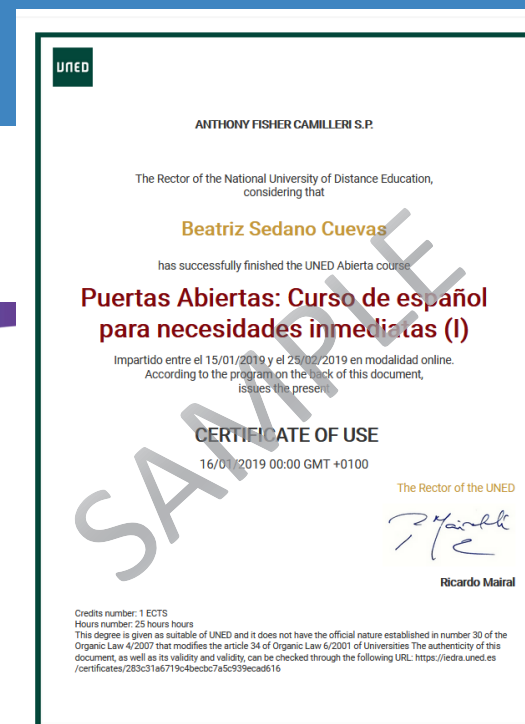 UNED
ANTHONY FISHER CAMILLERI S.P.
The Rector of the National University of Distance Education,
considering that
Beatriz Sedano Cuevas
has successfully finished the UNED Abierta course
Puertas Abiertas: Curso de español
para necesidades inmediatas (I)
Impartido entre el 15/01/2019 y el 25/02/2019 en modalidad online.
According to the program on the back of this document,
issues the present
CERTIFICATE OF USE
16/01/2019 00:00 GMT +0100
SAMPLE
The Rector of the UNED
Ricardo Mairal
Credits number: 1 ECTS
Hours number: 25 hours hours
This degree is given as suitable of UNED and it does not have the official nature established in number 30 of the
Organic Law 4/2007 that modifies the article 34 of Organic Law 6/2001 of Universities The authenticity of this
document, as well as its validity and validity, can be checked through the following URL: https://iedra.uned.es
/certificates/283c31a6719c4becbc7a5c939ecad616